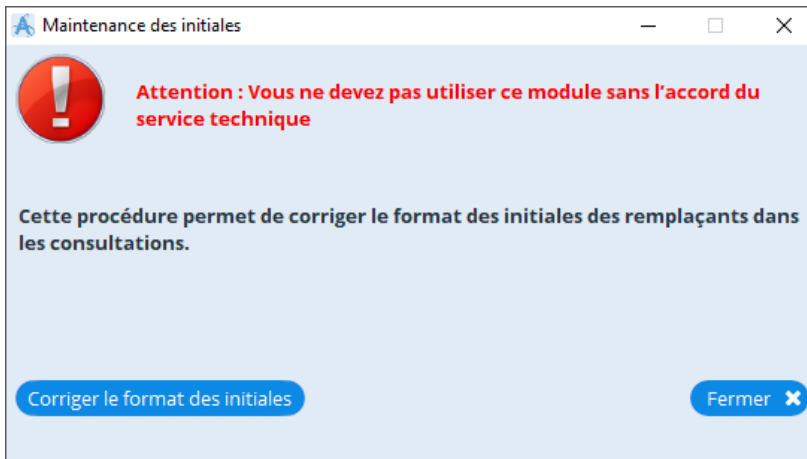 Maintenance des initiales
Attention : Vous ne devez pas utiliser ce module sans l’accord du
service technique
Cette procédure permet de corriger le format des initiales des remplaçants dans
les consultations.
Corriger le format des initiales
Fermer